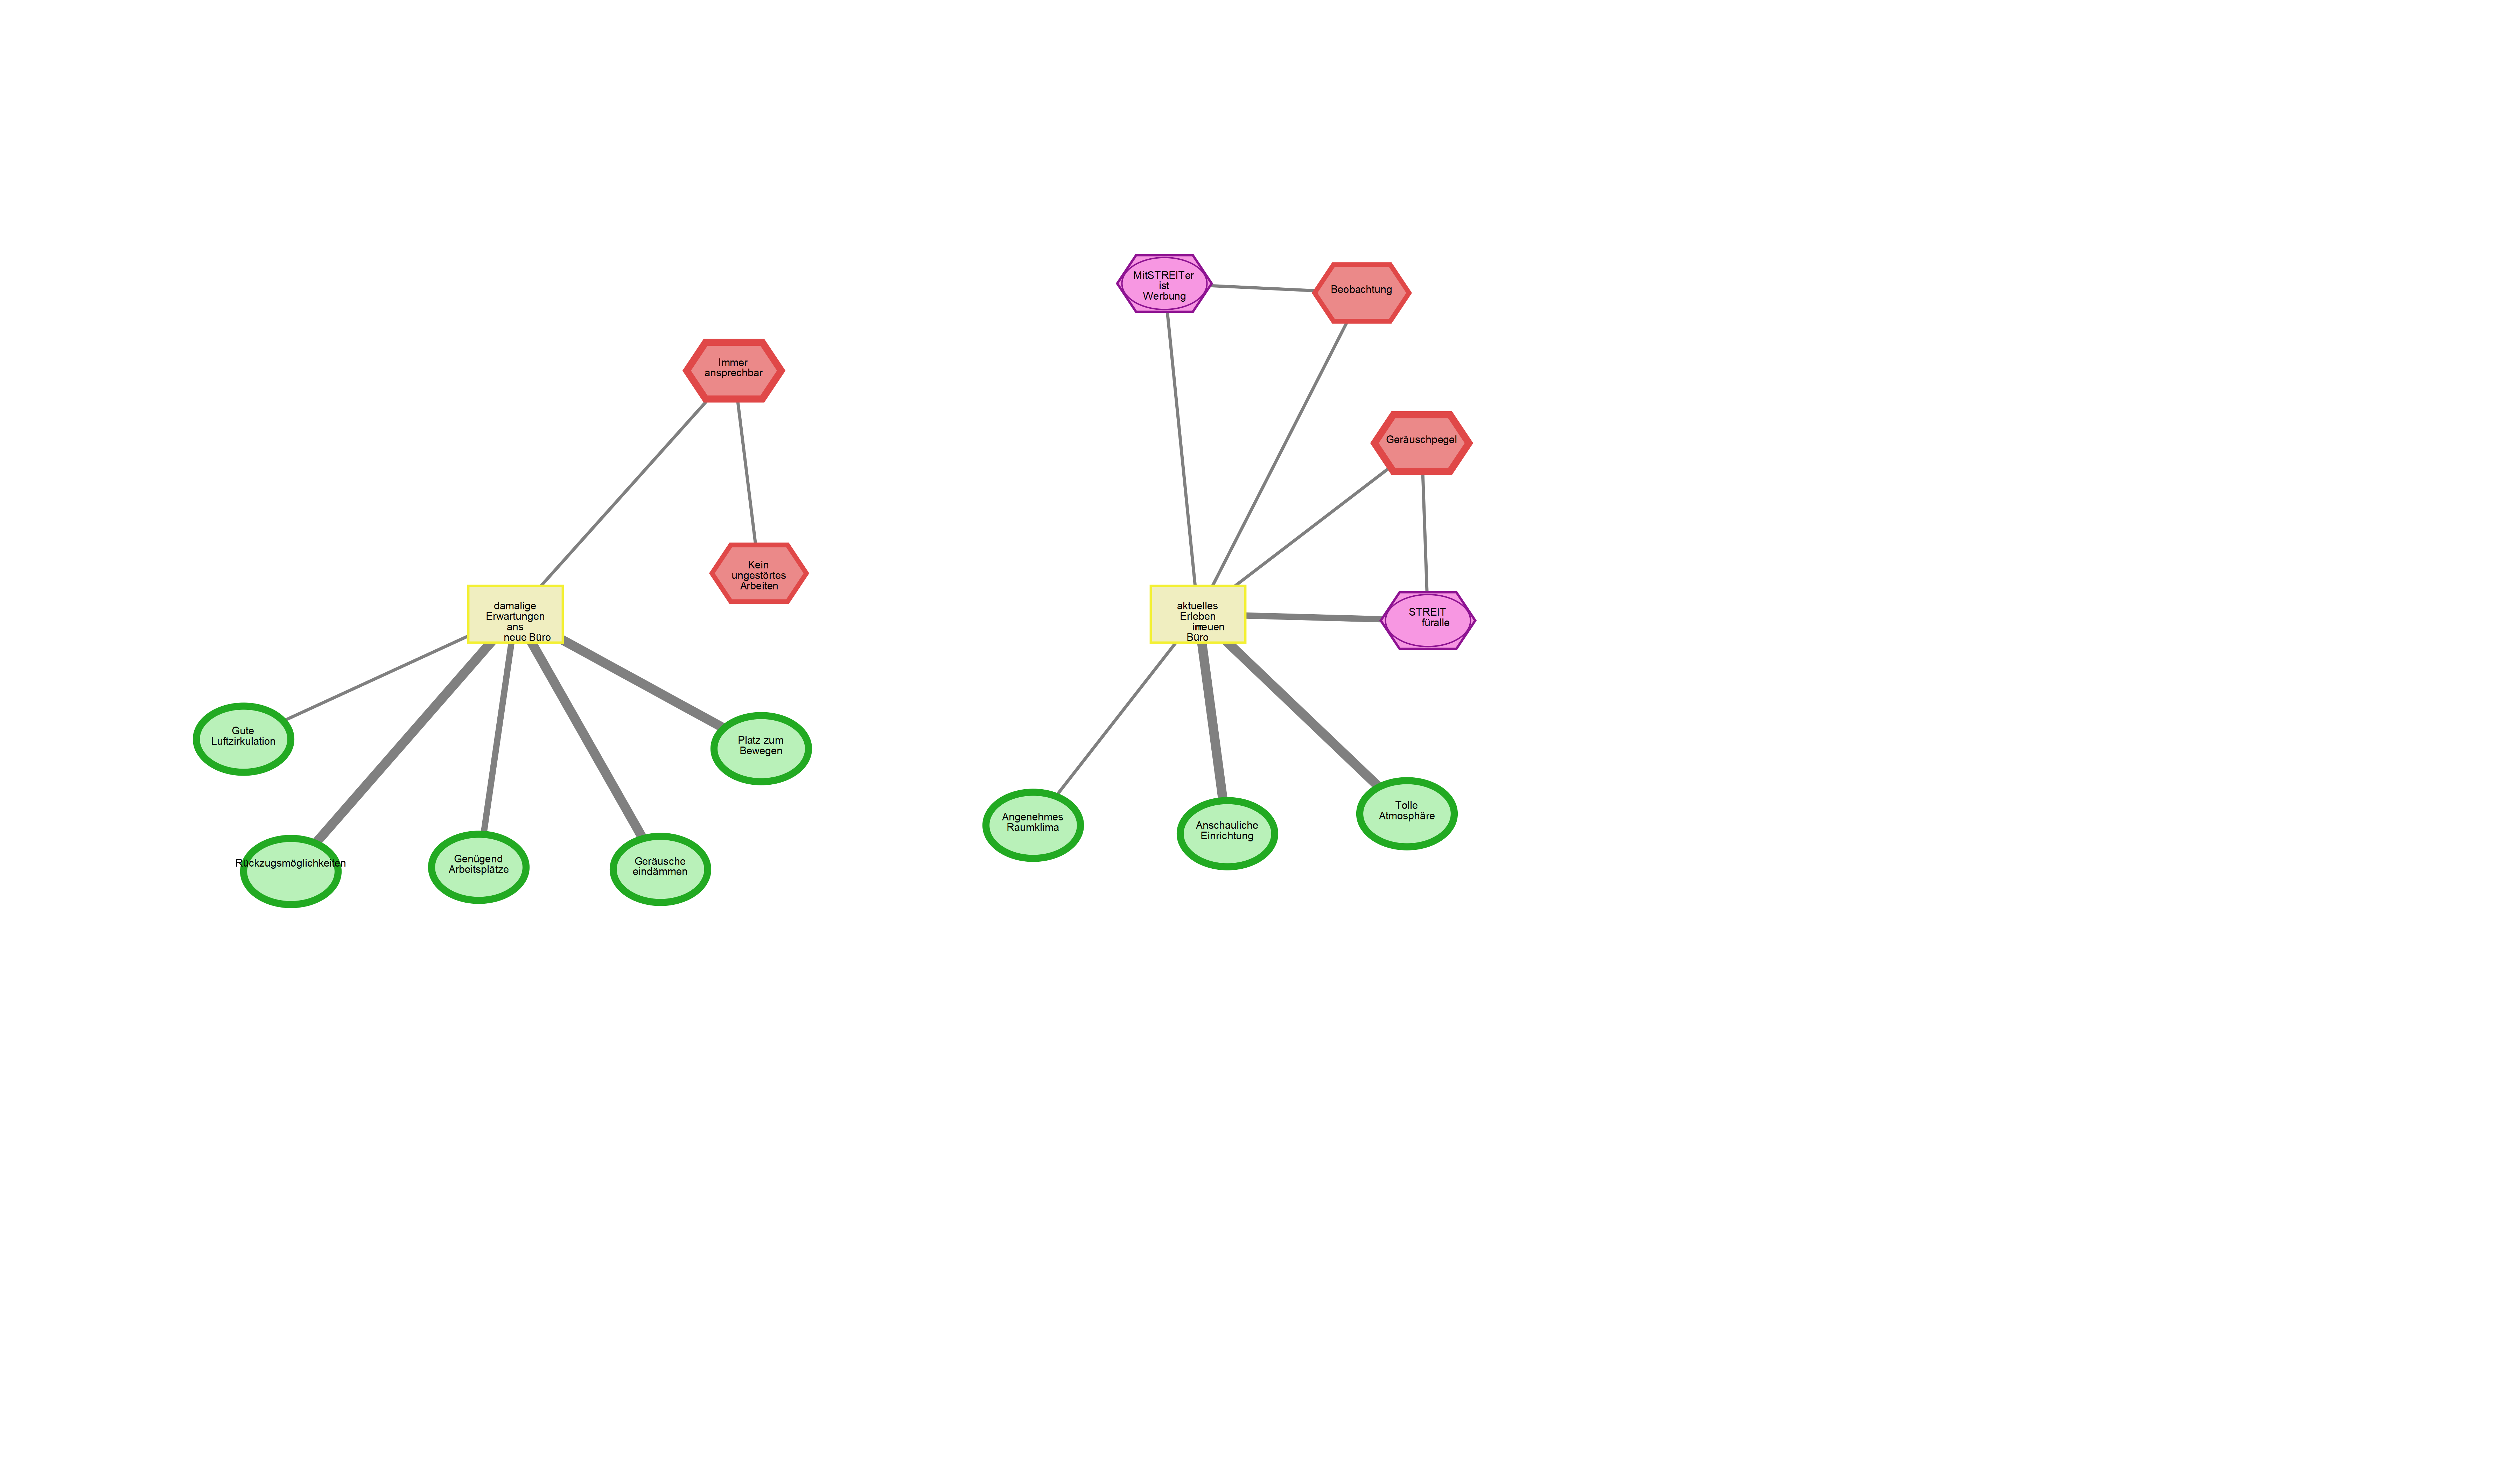 MitSTREITer
ist
Werbung
Beobachtung
Immer
ansprechbar
Geräuschpegel
Kein
ungestörtes
Arbeiten
damalige
Erwartungen
ans
neue Büro
aktuelles
Erleben
im neuen
Büro
STREIT
füralle
Gute
Luftzirkulation
Platz zum
Bewegen
Rückzugsmöglichkeiten
Genügend
Arbeitsplätze
Geräusche
eindämmen
Angenehmes
Raumklima
Anschauliche
Einrichtung
Tolle
Atmosphäre